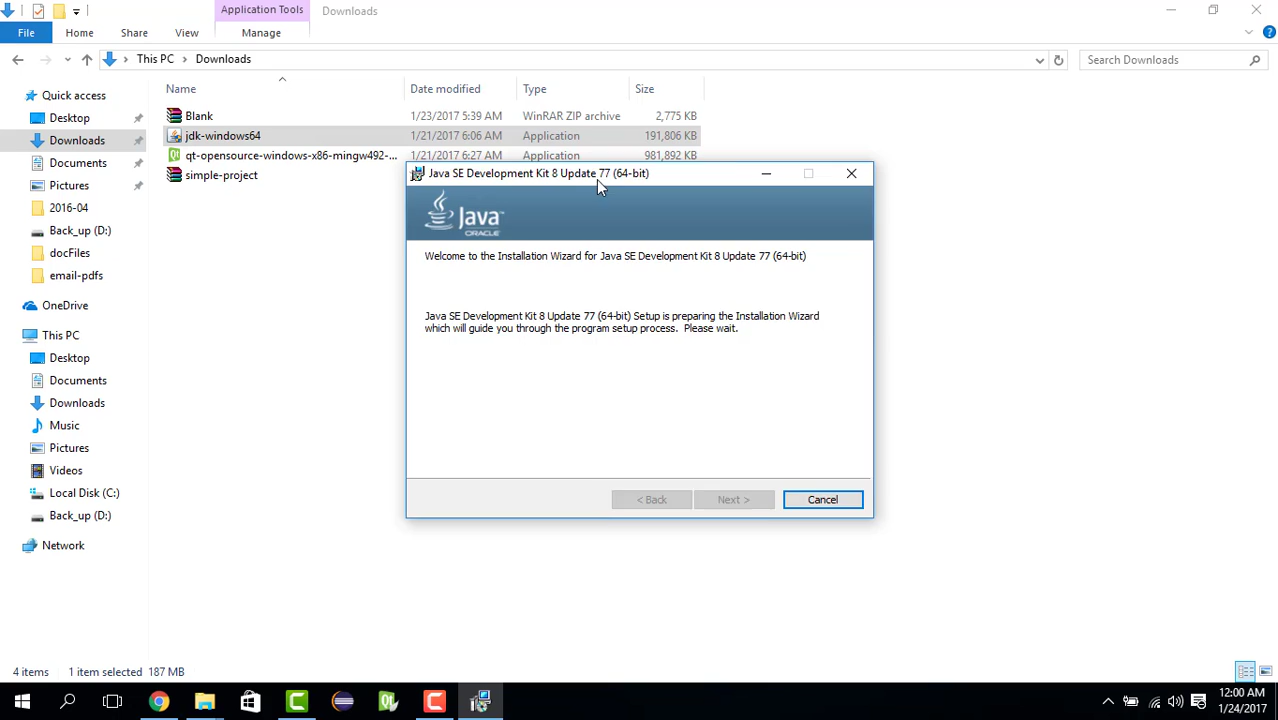 Application Tools
Downloads
File
Home
Share
View
Manage
This PC
Downloads
Search Downloads
Quick access
Desktop
Downloads
Documents
Pictures
2016-04
Back_up (D:)
docFiles
email-pdfs
OneDrive
This PC
Desktop
Documents
Downloads
Music
Pictures
Videos
Local Disk (C:)
Back_up (D:)
Network
Name
Date modified
Type
Size
Blank
1/23/2017 5:39 AM
WinRAR ZIP archive
2,775 KB
jdk-windows64
1/21/2017 6:06 AM
Application
191,806 KB
qt-opensource-windows-x86-mingw492-...
1/21/2017 6:27 AM
Application
981,892 KB
simple-project
Java SE Development Kit 8 Update 77 (64-bit)
Java
ORACLE
Welcome to the Installation Wizard for Java SE Development Kit 8 Update 77 (64-bit)
Java SE Development Kit 8 Update 77 (64-bit) Setup is preparing the Installation Wizard
which will guide you through the program setup process. Please wait.
< Back
Next >
Cancel
4 items
1 item selected 187 MB
12:00 AM
1/24/2017